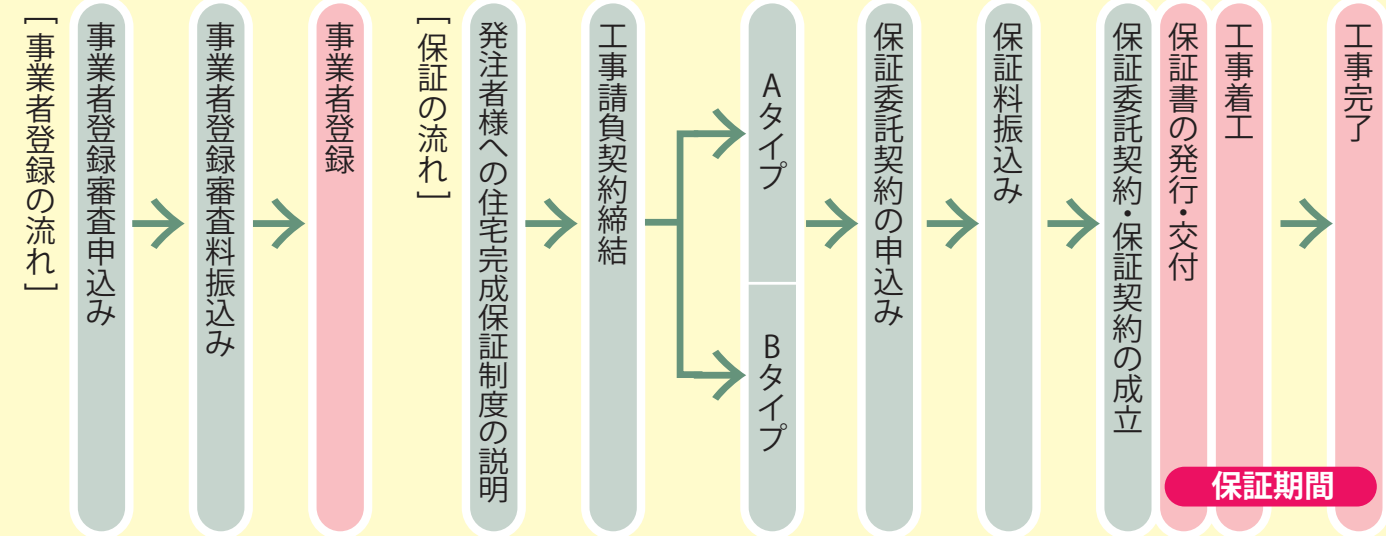 ［事業者登録の流れ］
事業者登録審査申込み
事業者登録審査料振込み
事業者登録
［保証の流れ］
発注者様への住宅完成保証制度の説明
工事請負契約締結
Aタイプ
Bタイプ
保証委託契約の申込み
保証料振込み
保証委託契約・保証契約の成立
保証書の発行・交付
工事着工
工事完了
保証期間